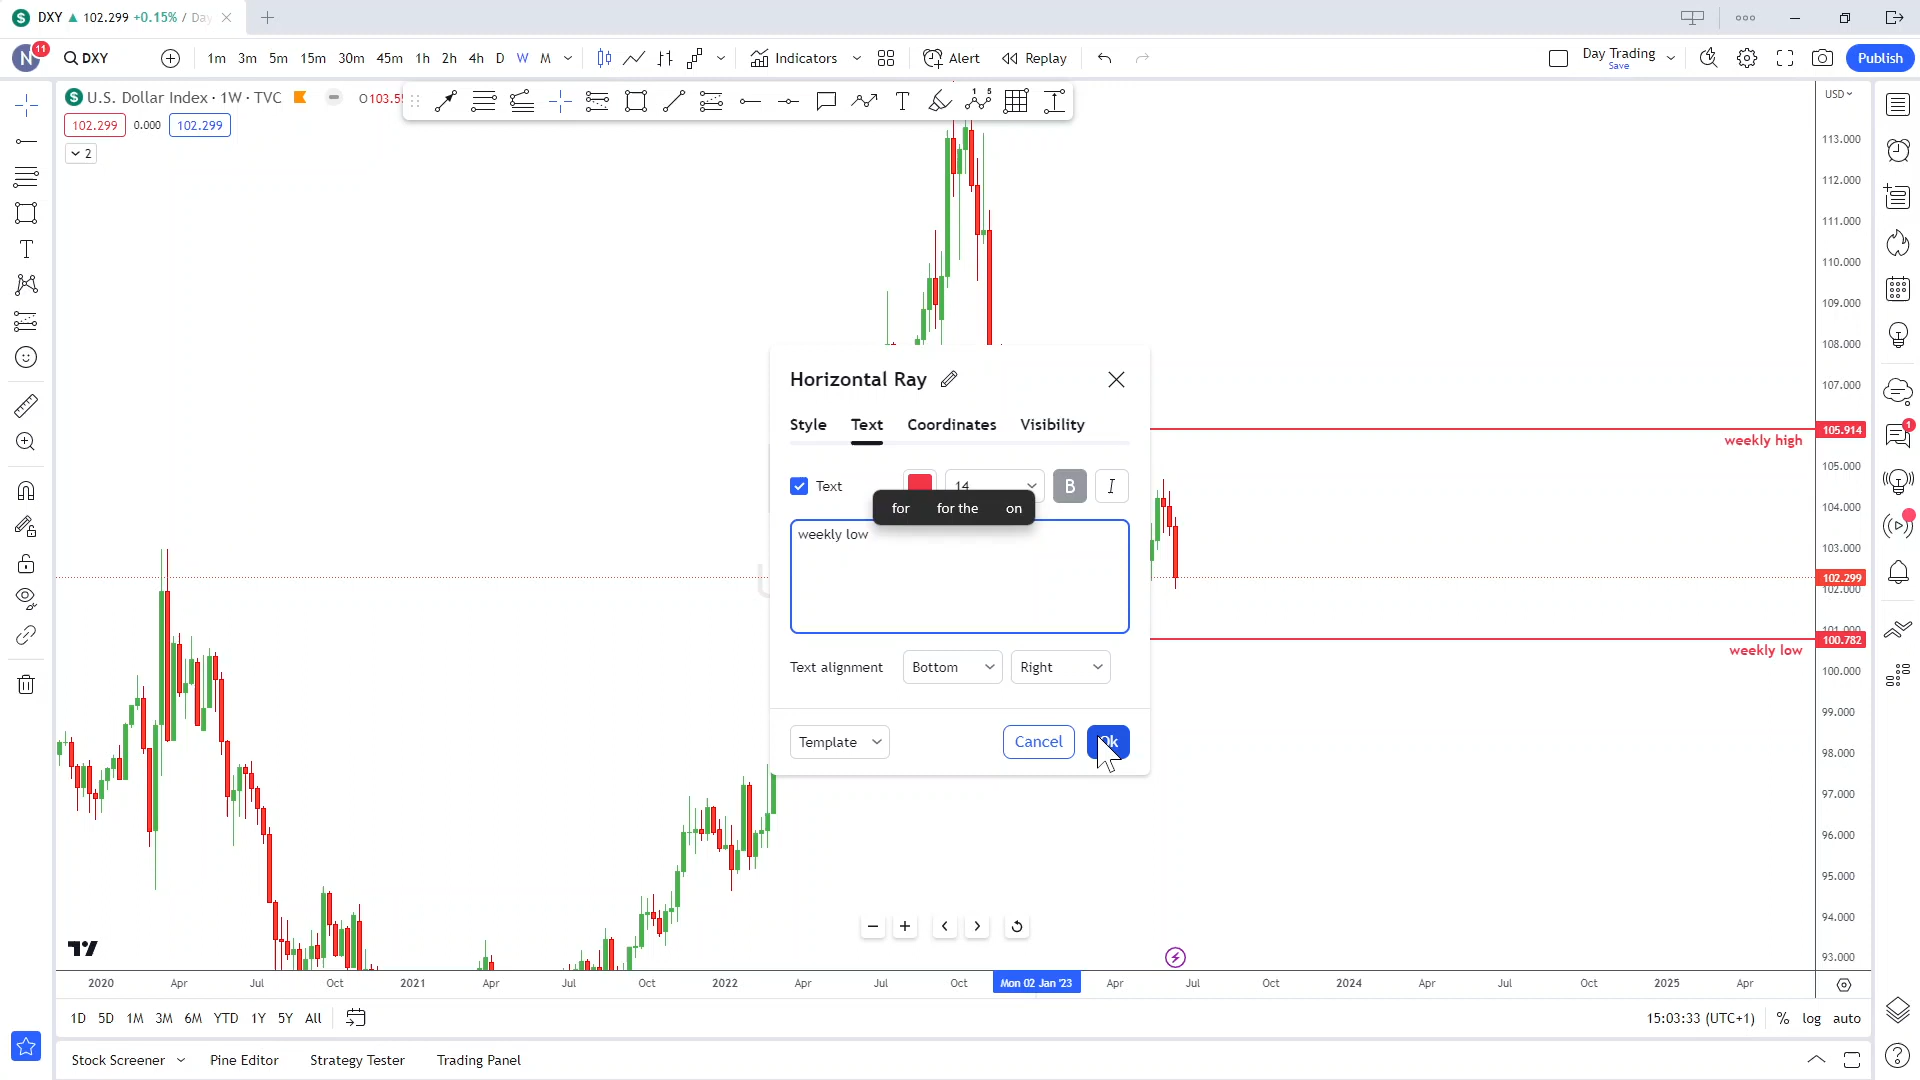 DXY ▲ 102.299 +0.15% / Day
N 11
DXY
1m 3m 5m 15m 30m 45m 1h 2h 4h D W M
Indicators
Alert
Replay
Day Trading
Save
Publish
U.S. Dollar Index · 1W · TVC
O103.5
102.299 0.000 102.299
2
USD
113.000
112.000
111.000
110.000
109.000
108.000
107.000
105.914
weekly high
105.000
104.000
103.000
102.299
102.000
101.000
100.782
weekly low
100.000
99.000
98.000
97.000
96.000
95.000
94.000
93.000
Horizontal Ray
Style Text Coordinates Visibility
Text 14 B I
for for the on
weekly low
Text alignment Bottom Right
Template Cancel Ok
2020 Apr Jul Oct 2021 Apr Jul Oct 2022 Apr Jul Oct Mon 02 Jan '23 Apr Jul Oct 2024 Apr Jul Oct 2025 Apr
1D 5D 1M 3M 6M YTD 1Y 5Y All
15:03:33 (UTC+1) % log auto
Stock Screener Pine Editor Strategy Tester Trading Panel